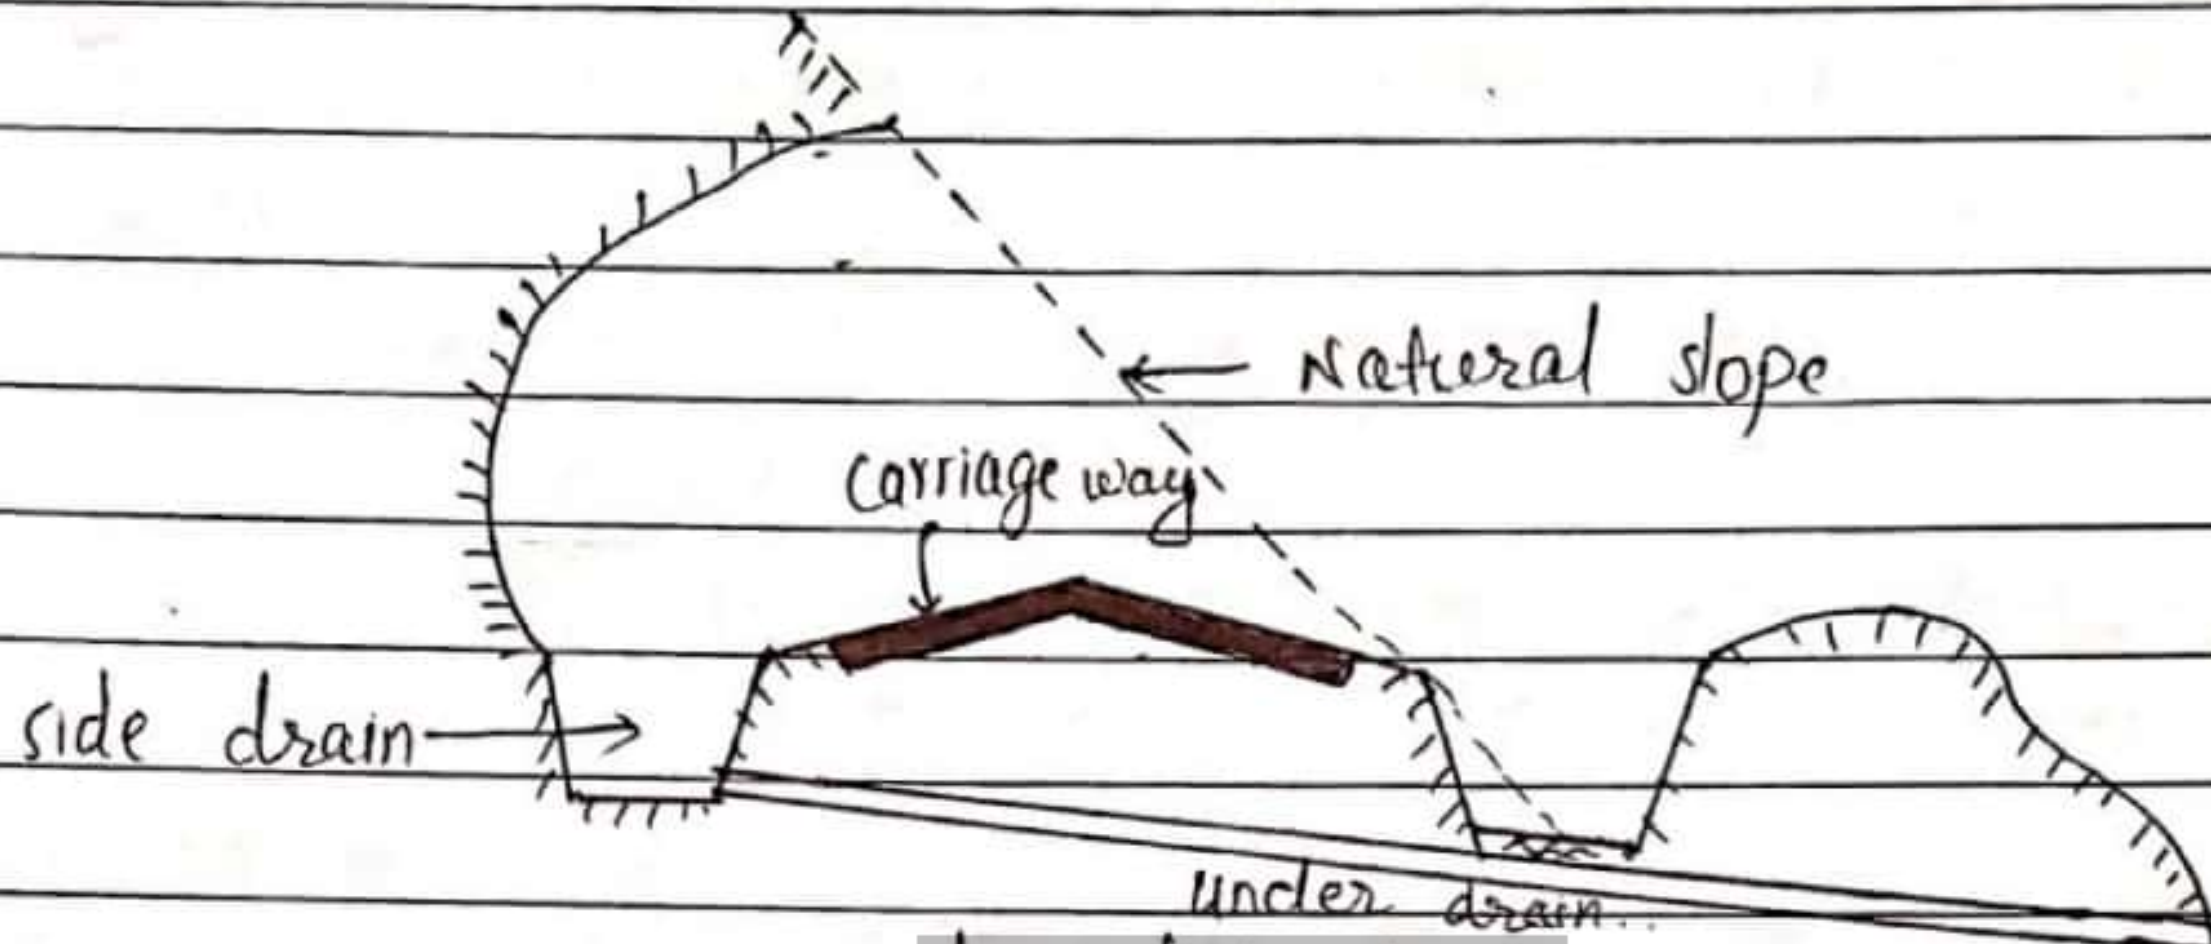 Natural slope
Carriage way
side drain
under drain..